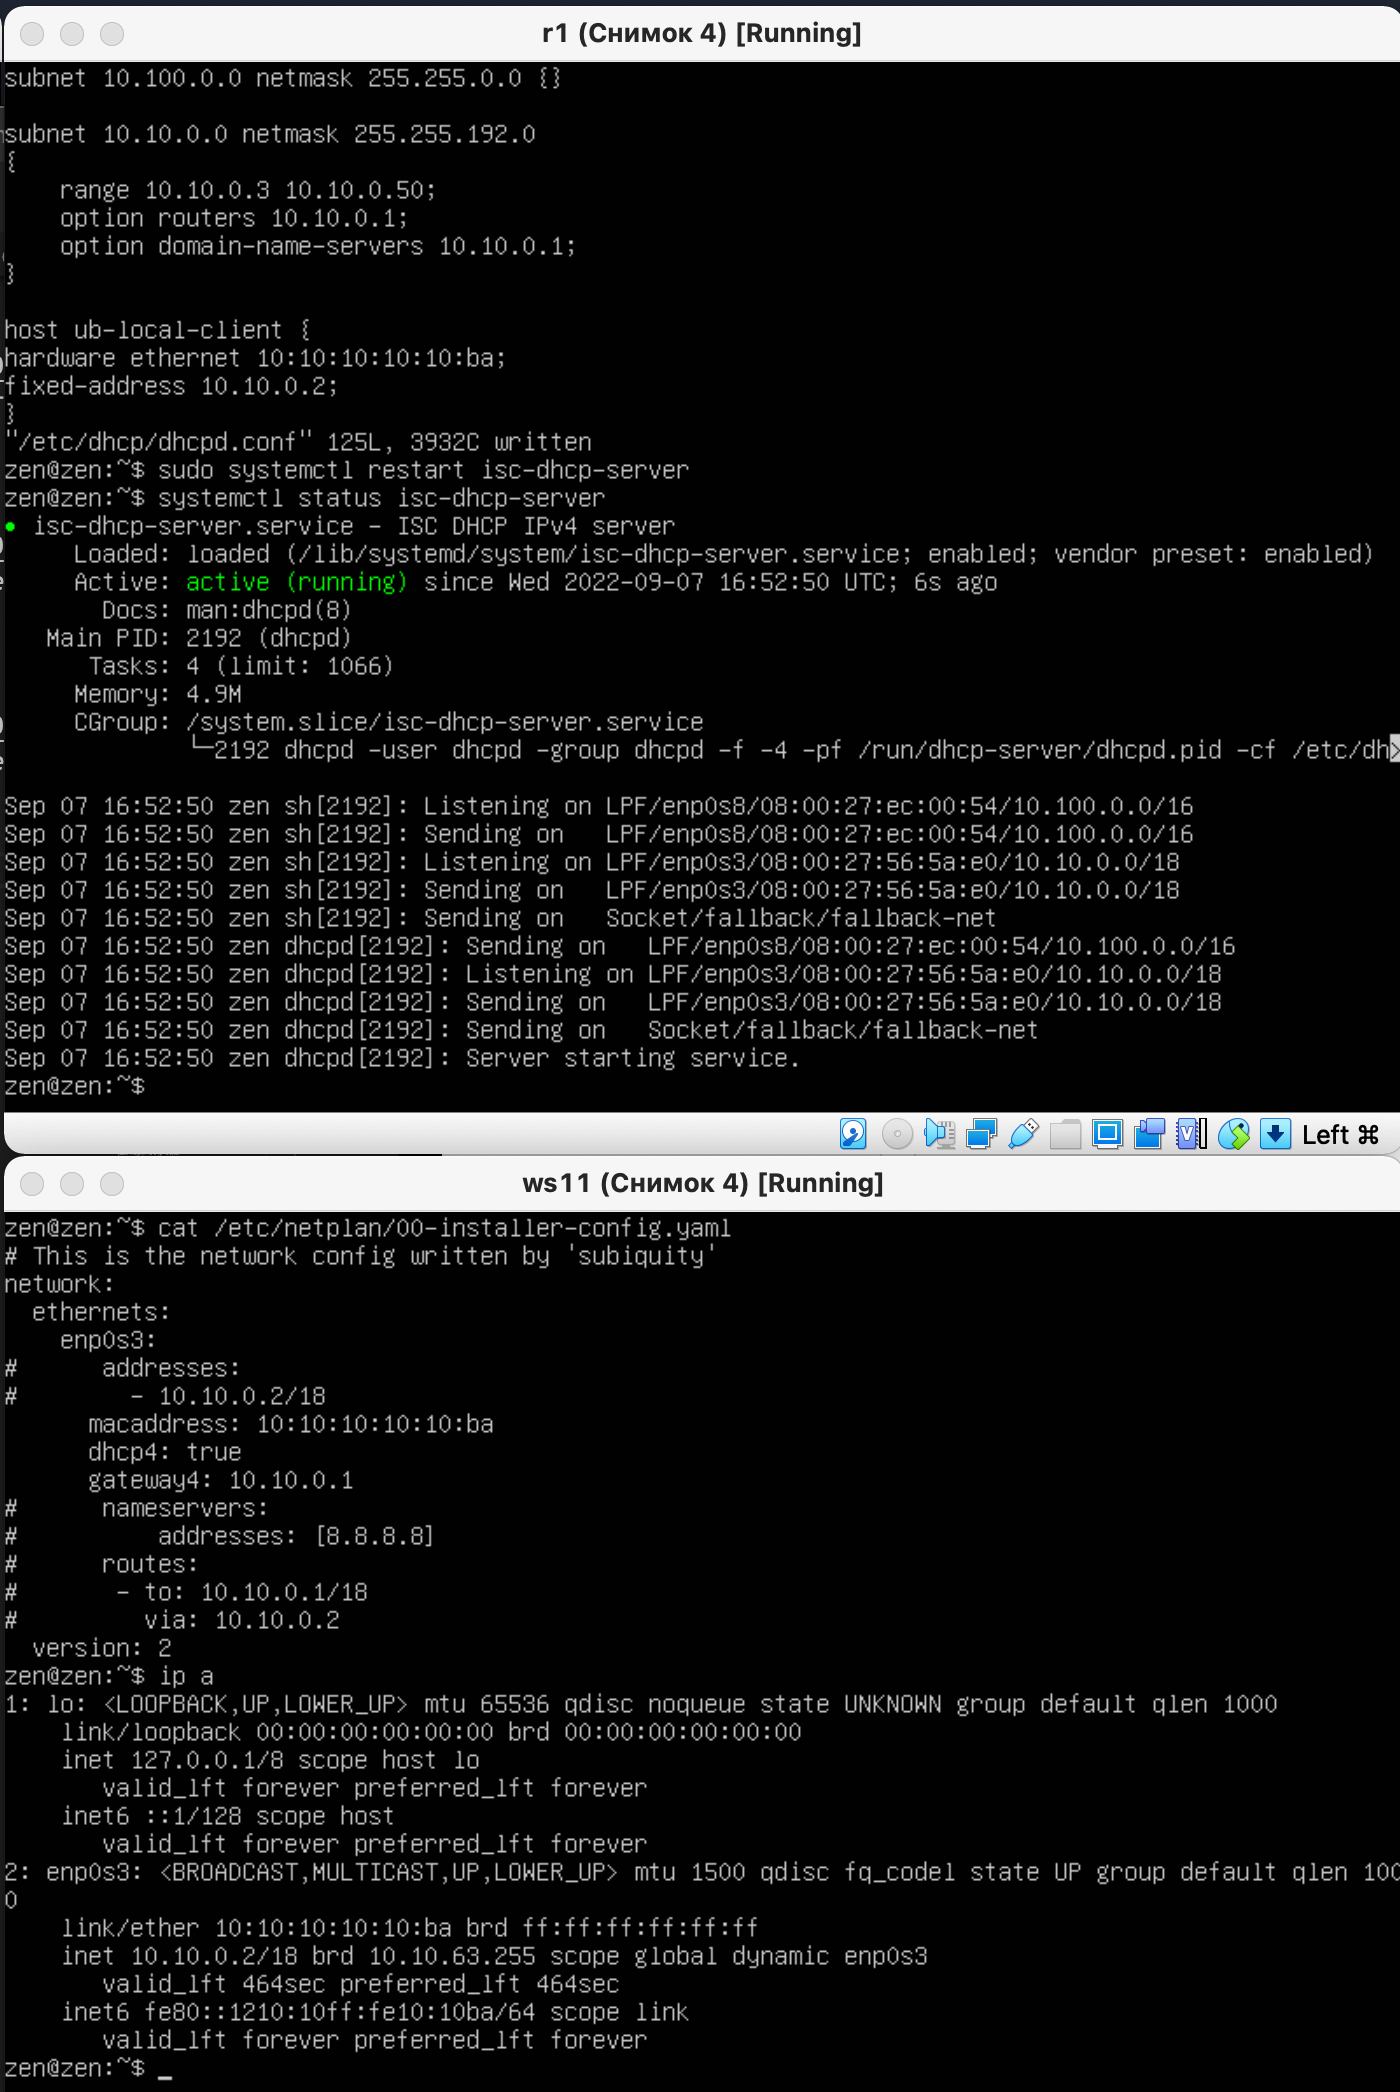 r1 (Снимок 4) [Running]
subnet 10.100.0.0 netmask 255.255.0.0 {}
subnet 10.10.0.0 netmask 255.255.192.0
{
    range 10.10.0.3 10.10.0.50;
    option routers 10.10.0.1;
    option domain-name-servers 10.10.0.1;
}
host ub-local-client {
hardware ethernet 10:10:10:10:10:ba;
fixed-address 10.10.0.2;
}
"/etc/dhcp/dhcpd.conf" 125L, 3932C written
zen@zen:~$ sudo systemctl restart isc-dhcp-server
zen@zen:~$ systemctl status isc-dhcp-server
● isc-dhcp-server.service - ISC DHCP IPv4 server
     Loaded: loaded (/lib/systemd/system/isc-dhcp-server.service; enabled; vendor preset: enabled)
     Active: active (running) since Wed 2022-09-07 16:52:50 UTC; 6s ago
       Docs: man:dhcpd(8)
   Main PID: 2192 (dhcpd)
      Tasks: 4 (limit: 1066)
     Memory: 4.9M
     CGroup: /system.slice/isc-dhcp-server.service
             └─2192 dhcpd -user dhcpd -group dhcpd -f -4 -pf /run/dhcp-server/dhcpd.pid -cf /etc/dh>
Sep 07 16:52:50 zen sh[2192]: Listening on LPF/enp0s8/08:00:27:ec:00:54/10.100.0.0/16
Sep 07 16:52:50 zen sh[2192]: Sending on   LPF/enp0s8/08:00:27:ec:00:54/10.100.0.0/16
Sep 07 16:52:50 zen sh[2192]: Listening on LPF/enp0s3/08:00:27:56:5a:e0/10.10.0.0/18
Sep 07 16:52:50 zen sh[2192]: Sending on   LPF/enp0s3/08:00:27:56:5a:e0/10.10.0.0/18
Sep 07 16:52:50 zen sh[2192]: Sending on   Socket/fallback/fallback-net
Sep 07 16:52:50 zen dhcpd[2192]: Sending on   LPF/enp0s8/08:00:27:ec:00:54/10.100.0.0/16
Sep 07 16:52:50 zen dhcpd[2192]: Listening on LPF/enp0s3/08:00:27:56:5a:e0/10.10.0.0/18
Sep 07 16:52:50 zen dhcpd[2192]: Sending on   LPF/enp0s3/08:00:27:56:5a:e0/10.10.0.0/18
Sep 07 16:52:50 zen dhcpd[2192]: Sending on   Socket/fallback/fallback-net
Sep 07 16:52:50 zen dhcpd[2192]: Server starting service.
zen@zen:~$
Left ⌘
ws11 (Снимок 4) [Running]
zen@zen:~$ cat /etc/netplan/00-installer-config.yaml
# This is the network config written by 'subiquity'
network:
  ethernets:
    enp0s3:
#      addresses:
#        - 10.10.0.2/18
      macaddress: 10:10:10:10:10:ba
      dhcp4: true
      gateway4: 10.10.0.1
#      nameservers:
#          addresses: [8.8.8.8]
#      routes:
#       - to: 10.10.0.1/18
#         via: 10.10.0.2
  version: 2
zen@zen:~$ ip a
1: lo: <LOOPBACK,UP,LOWER_UP> mtu 65536 qdisc noqueue state UNKNOWN group default qlen 1000
    link/loopback 00:00:00:00:00:00 brd 00:00:00:00:00:00
    inet 127.0.0.1/8 scope host lo
       valid_lft forever preferred_lft forever
    inet6 ::1/128 scope host
       valid_lft forever preferred_lft forever
2: enp0s3: <BROADCAST,MULTICAST,UP,LOWER_UP> mtu 1500 qdisc fq_codel state UP group default qlen 100
0
    link/ether 10:10:10:10:10:ba brd ff:ff:ff:ff:ff:ff
    inet 10.10.0.2/18 brd 10.10.63.255 scope global dynamic enp0s3
       valid_lft 464sec preferred_lft 464sec
    inet6 fe80::1210:10ff:fe10:10ba/64 scope link
       valid_lft forever preferred_lft forever
zen@zen:~$ _